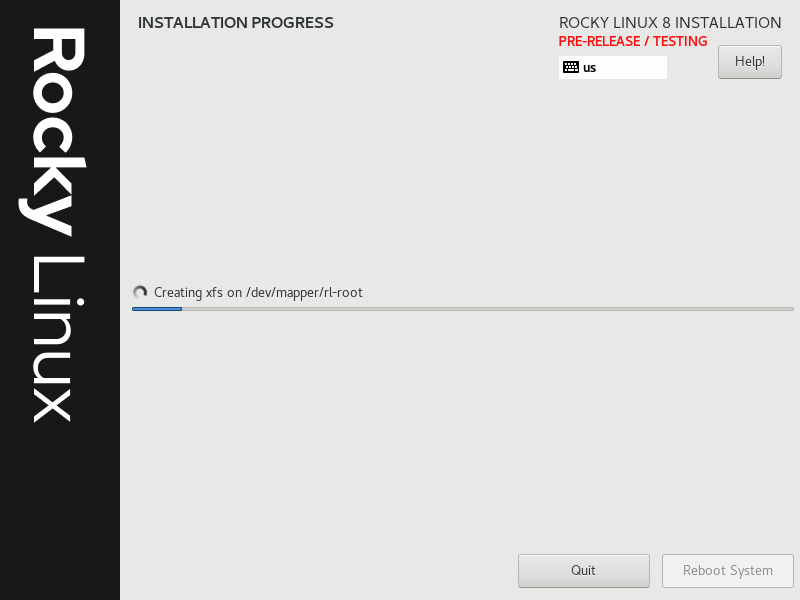 Rocky Linux
INSTALLATION PROGRESS
ROCKY LINUX 8 INSTALLATION
PRE-RELEASE / TESTING
us
Help!
Creating xfs on /dev/mapper/rl-root
Quit
Reboot System